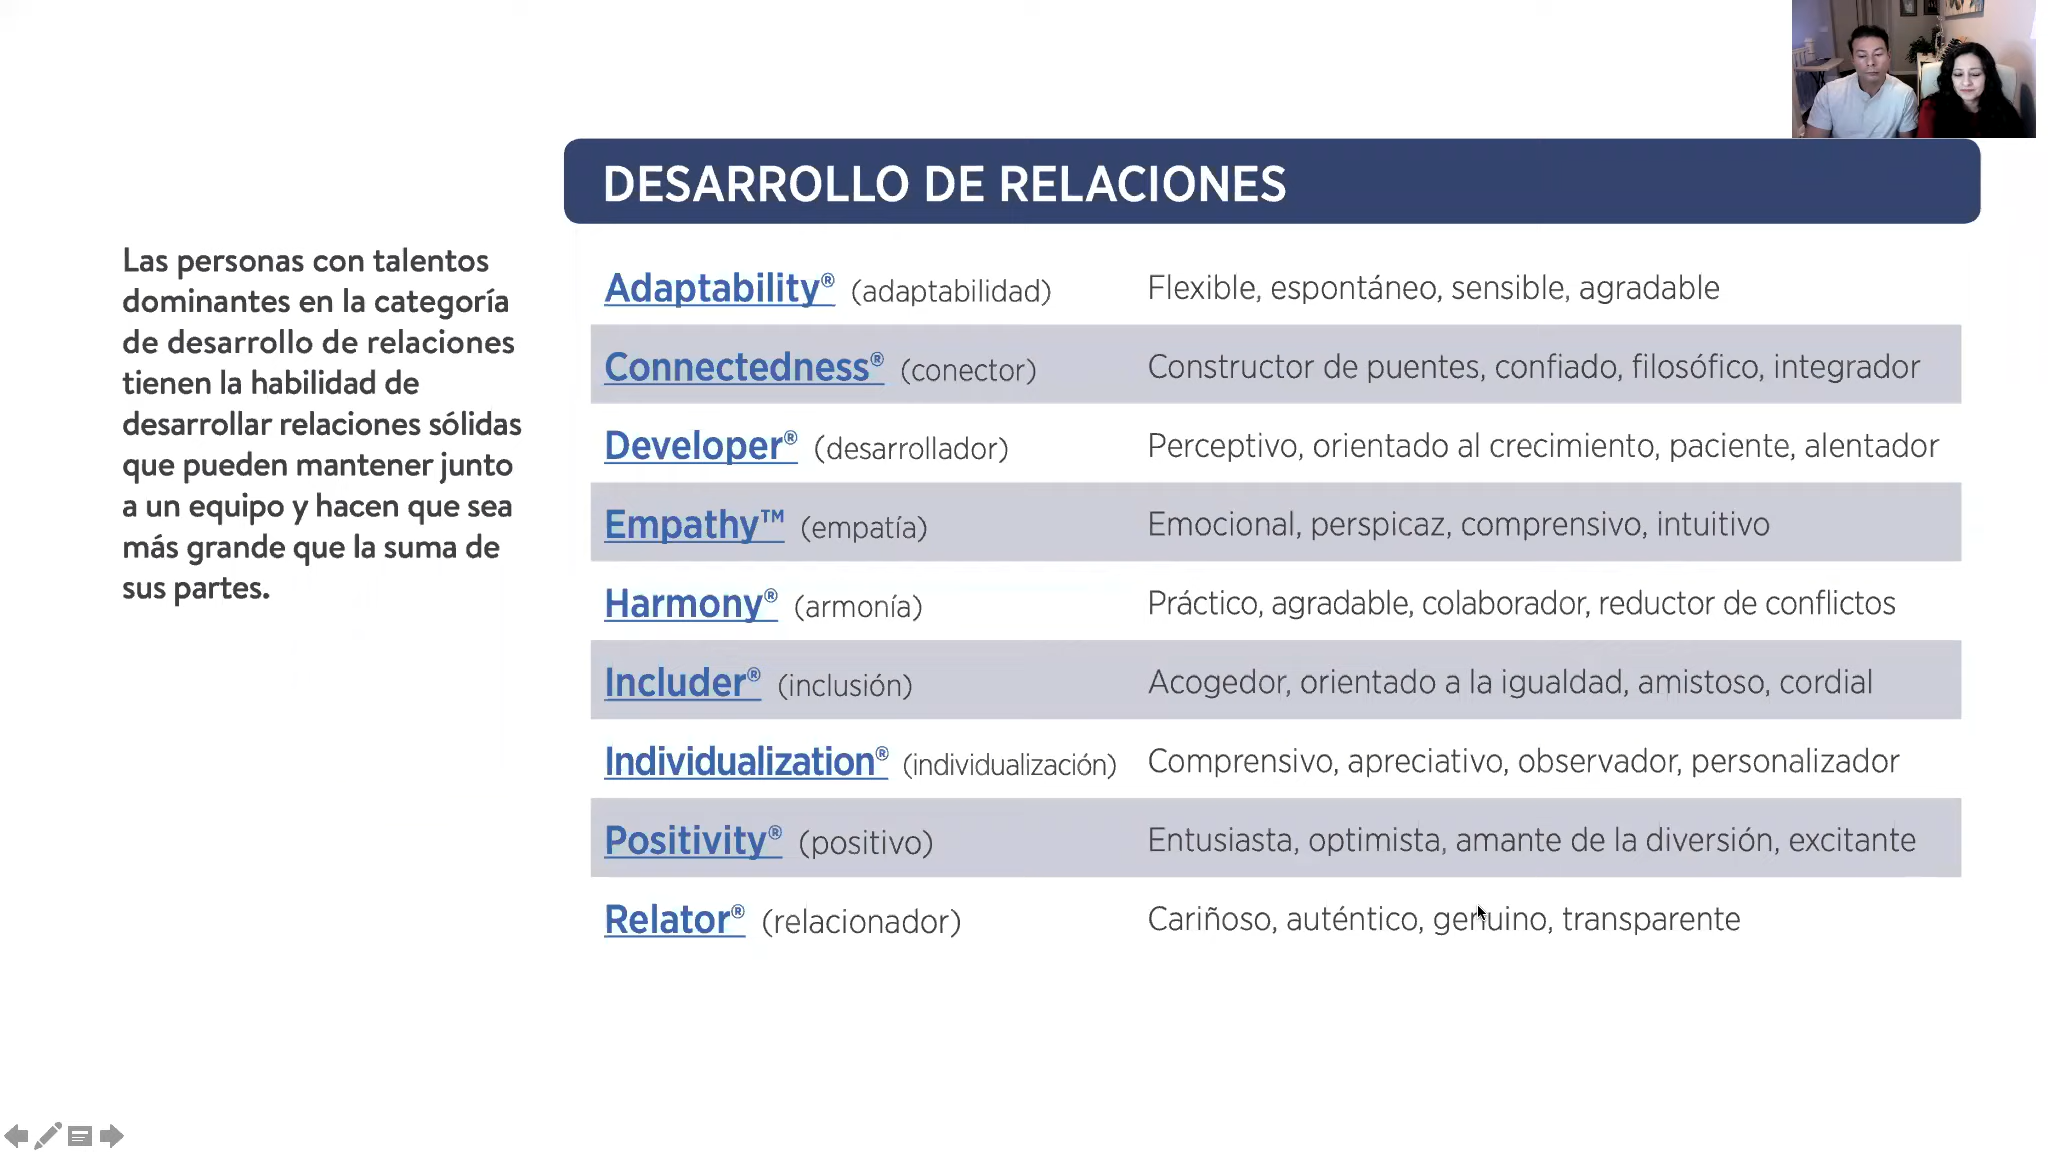 DESARROLLO DE RELACIONES
Las personas con talentos
dominantes en la categoría
de desarrollo de relaciones
tienen la habilidad de
desarrollar relaciones sólidas
que pueden mantener junto
a un equipo y hacen que sea
más grande que la suma de
sus partes.
Adaptability® (adaptabilidad) Flexible, espontáneo, sensible, agradable
Connectedness® (conector) Constructor de puentes, confiado, filosófico, integrador
Developer® (desarrollador) Perceptivo, orientado al crecimiento, paciente, alentador
Empathy™ (empatía) Emocional, perspicaz, comprensivo, intuitivo
Harmony® (armonía) Práctico, agradable, colaborador, reductor de conflictos
Includer® (inclusión) Acogedor, orientado a la igualdad, amistoso, cordial
Individualization® (individualización) Comprensivo, apreciativo, observador, personalizador
Positivity® (positivo) Entusiasta, optimista, amante de la diversión, excitante
Relator® (relacionador) Cariñoso, auténtico, genuino, transparente